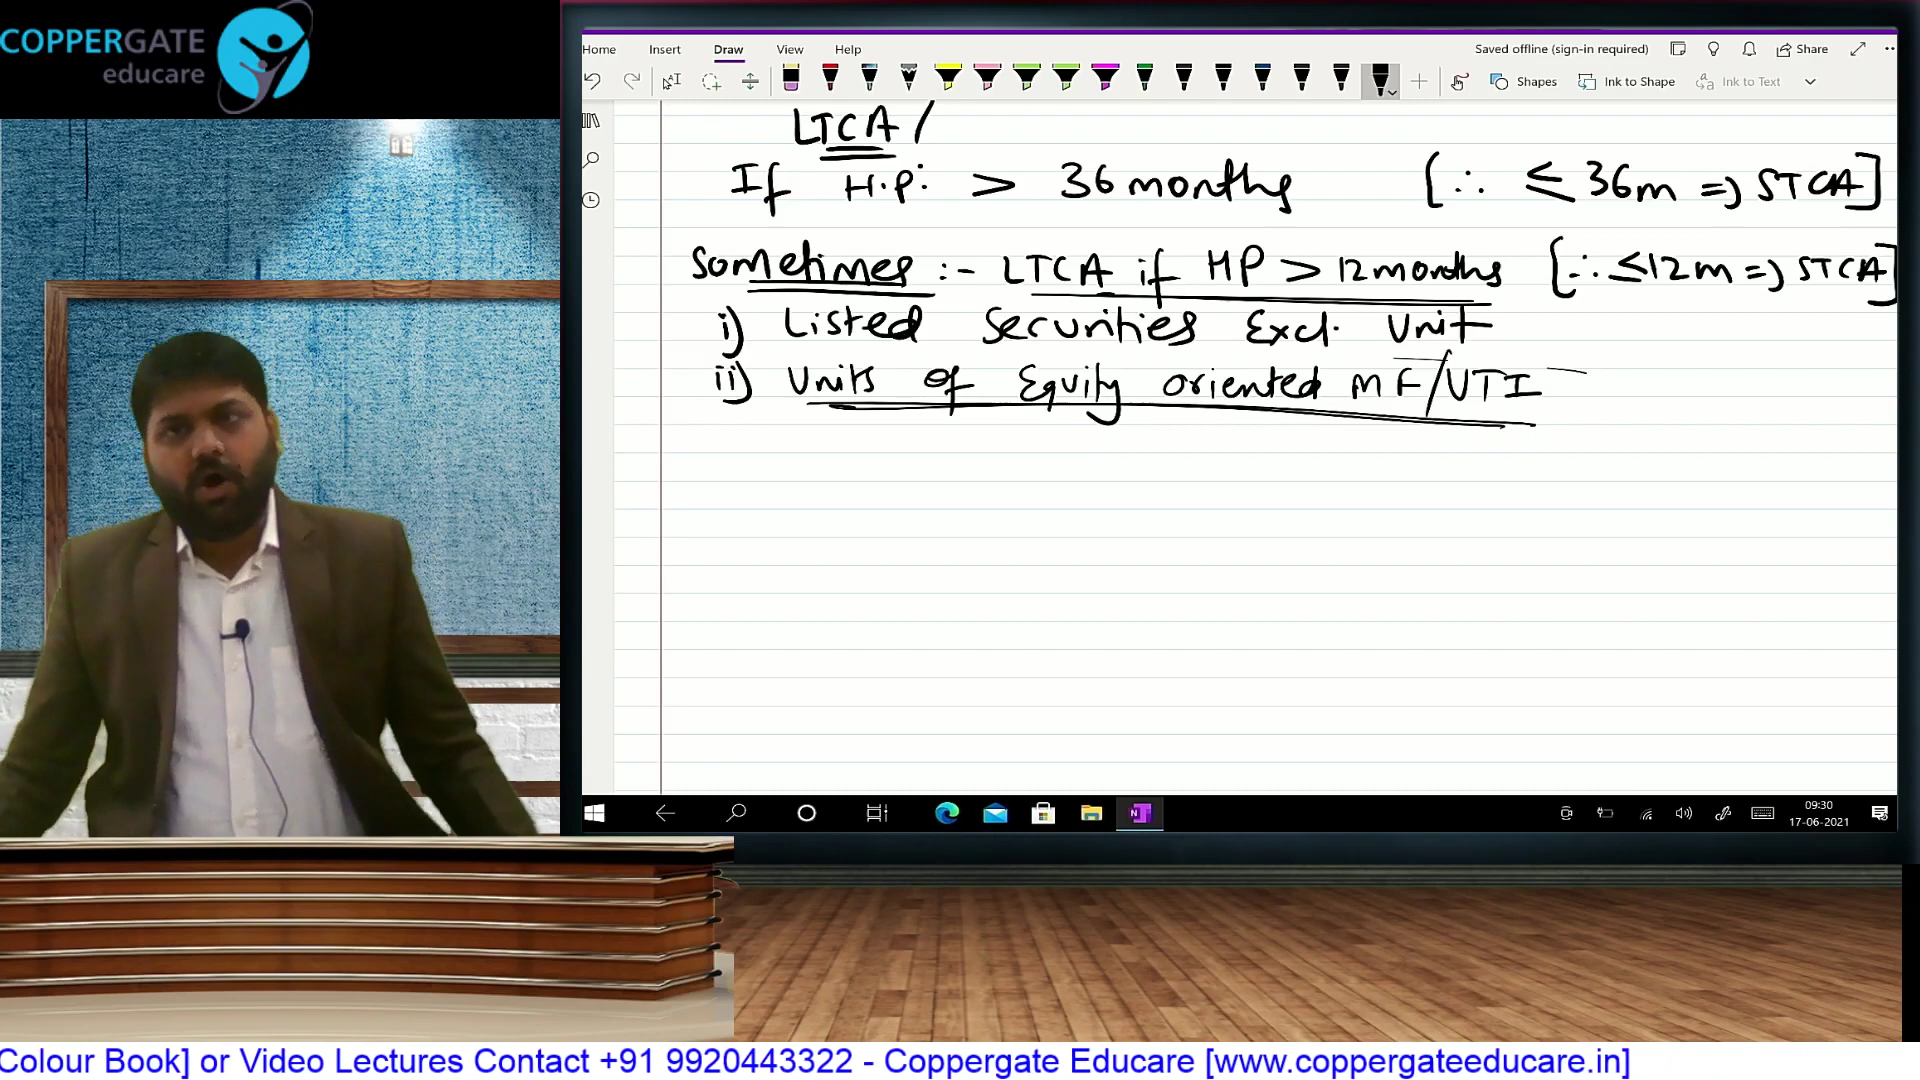 COPPERGATE
educare
Home Insert Draw View Help Saved offline (sign-in required) Share
Shapes Ink to Shape Ink to Text
LTCA /
If H.P. > 36 months [∴ ≤ 36m => STCA]
Sometimes :- LTCA if HP > 12 months [∴ ≤12m => STCA]
i) Listed Securities Excl. Unit
ii) Units of Equity oriented MF/UTI
09:30
17-06-2021
Colour Book] or Video Lectures Contact +91 9920443322 - Coppergate Educare [www.coppergateeducare.in]